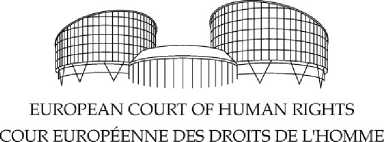 EUROPEAN COURT OF HUMAN RIGHTS
COUR EUROPÉENNE DES DROITS DE L'HOMME